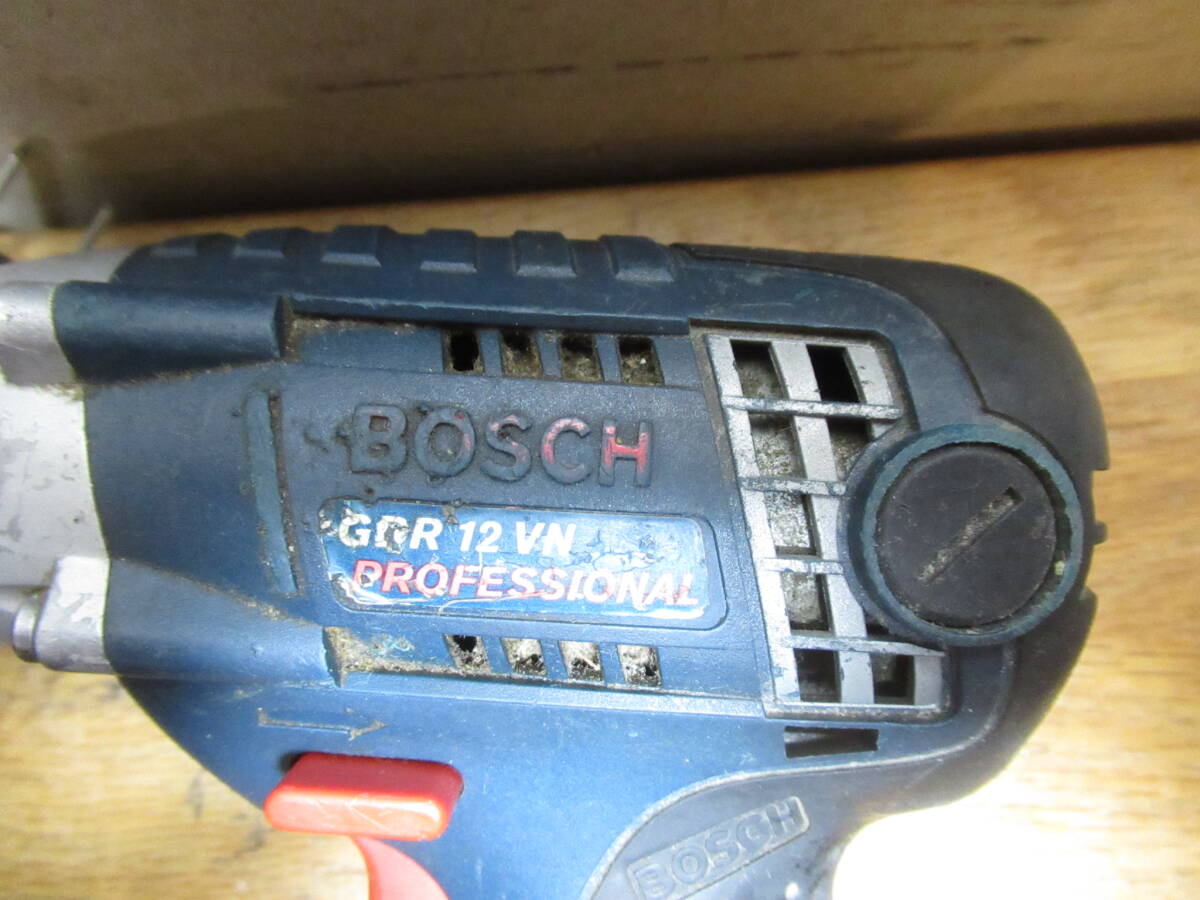 BOSCH
GDR 12 VN
PROFESSIONAL
BOSCH